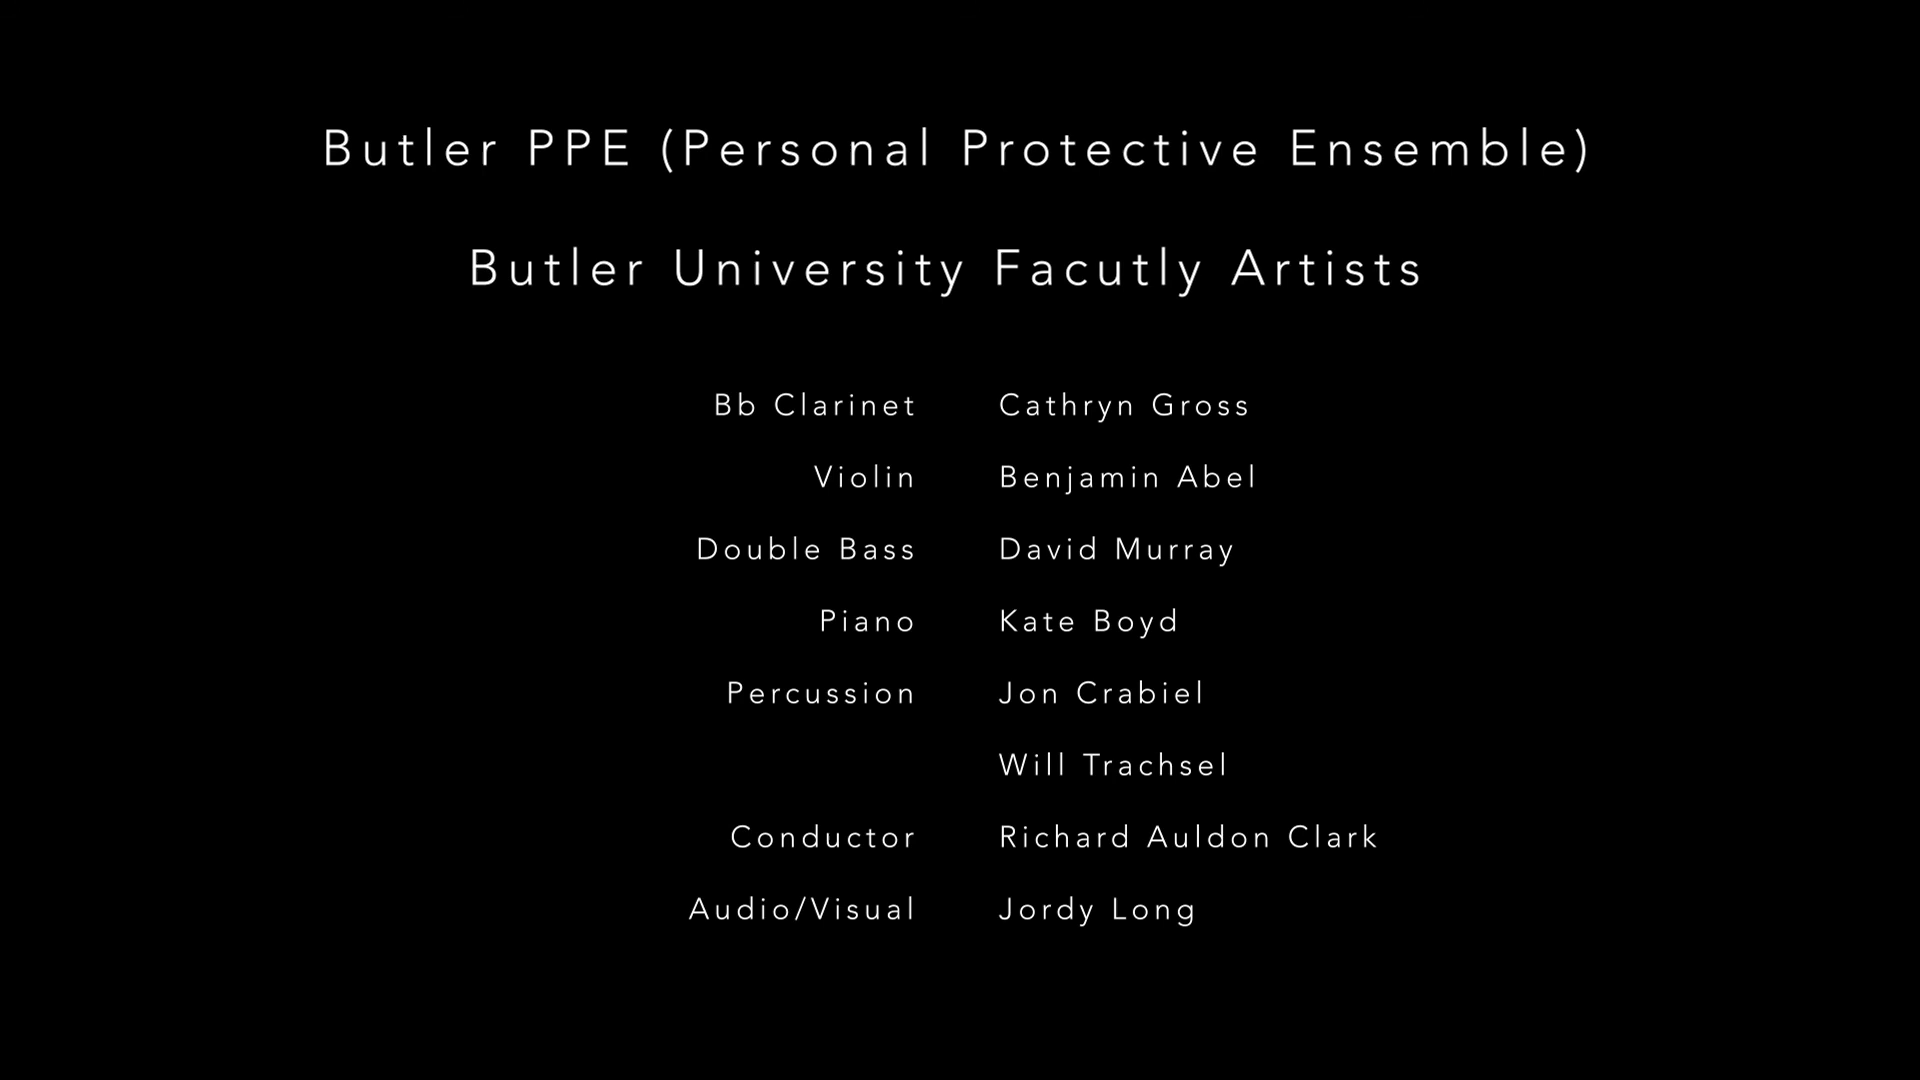 Butler PPE (Personal Protective Ensemble)
Butler University Facutly Artists
Bb Clarinet Cathryn Gross
Violin Benjamin Abel
Double Bass David Murray
Piano Kate Boyd
Percussion Jon Crabiel
Will Trachsel
Conductor Richard Auldon Clark
Audio/Visual Jordy Long